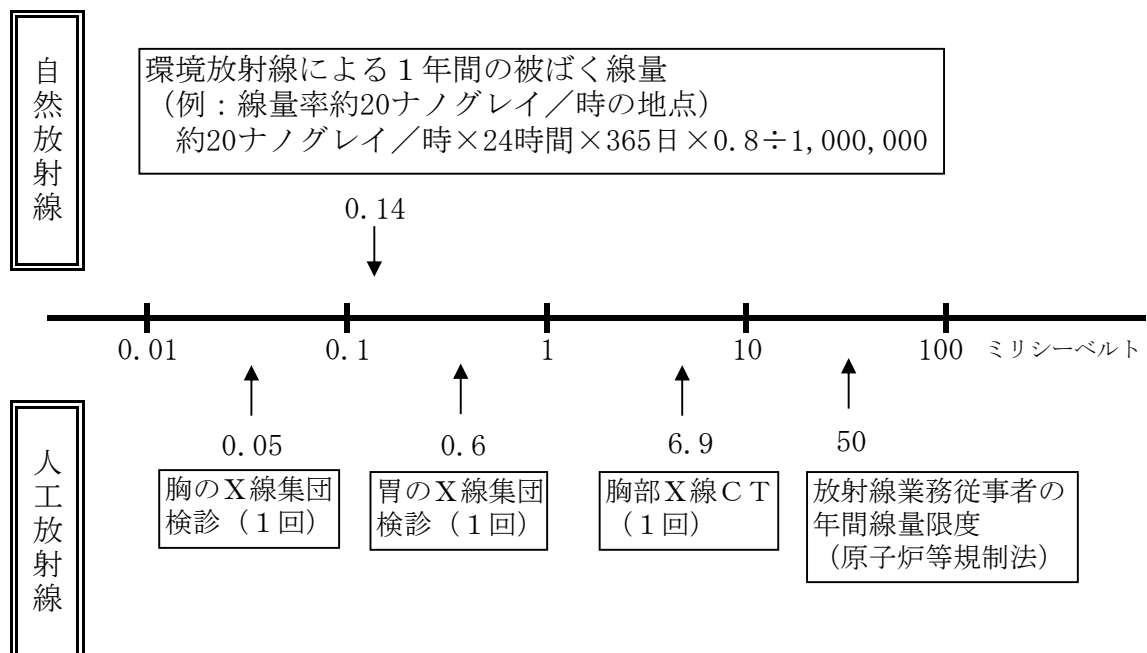 自然放射線
環境放射線による１年間の被ばく線量
（例：線量率約20ナノグレイ／時の地点）
約20ナノグレイ／時×24時間×365日×0.8÷1,000,000
0.14
0.01
0.1
1
10
100
ミリシーベルト
人工放射線
0.05
胸のＸ線集団
検診（１回）
0.6
胃のＸ線集団
検診（１回）
6.9
胸部Ｘ線ＣＴ
（１回）
50
放射線業務従事者の
年間線量限度
（原子炉等規制法）